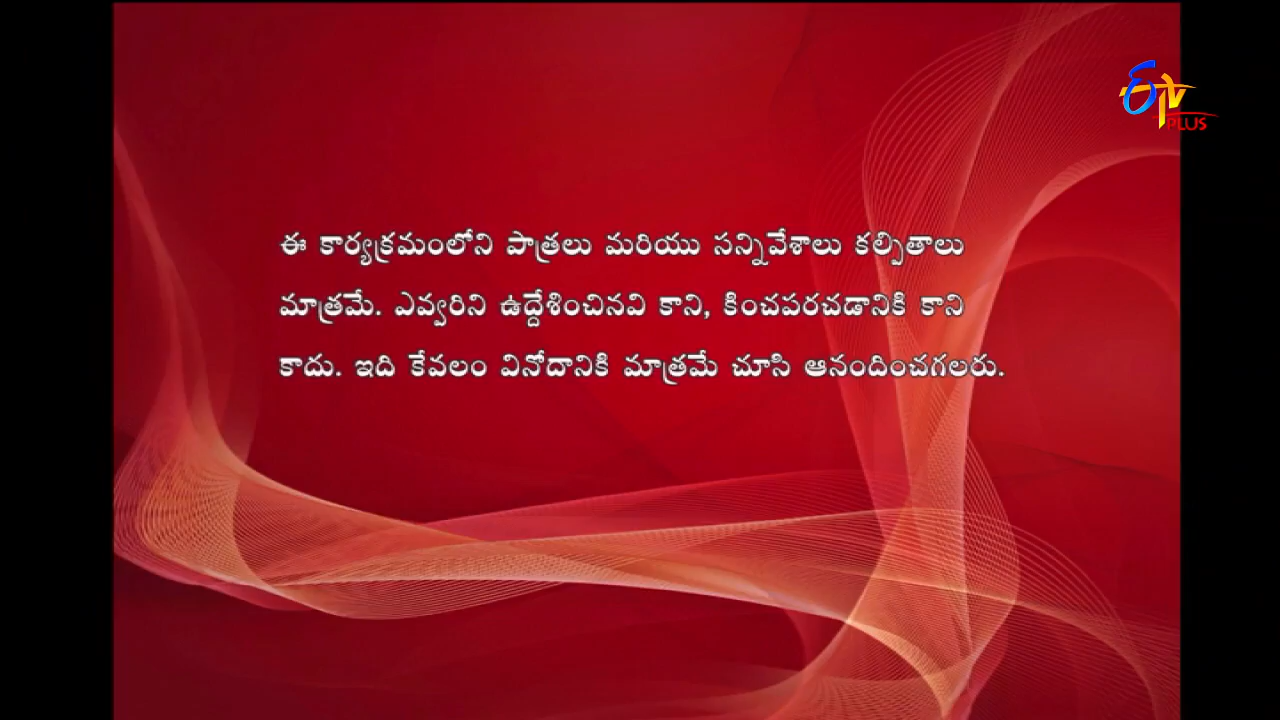 ETV
PLUS
ఈ కార్యక్రమంలోని పాత్రలు మరియు సన్నివేశాలు కల్పితాలు
మాత్రమే. ఎవ్వరిని ఉద్దేశించినవి కాని, కించపరచడానికి కాని
కాదు. ఇది కేవలం వినోదానికి మాత్రమే చూసి ఆనందించగలరు.